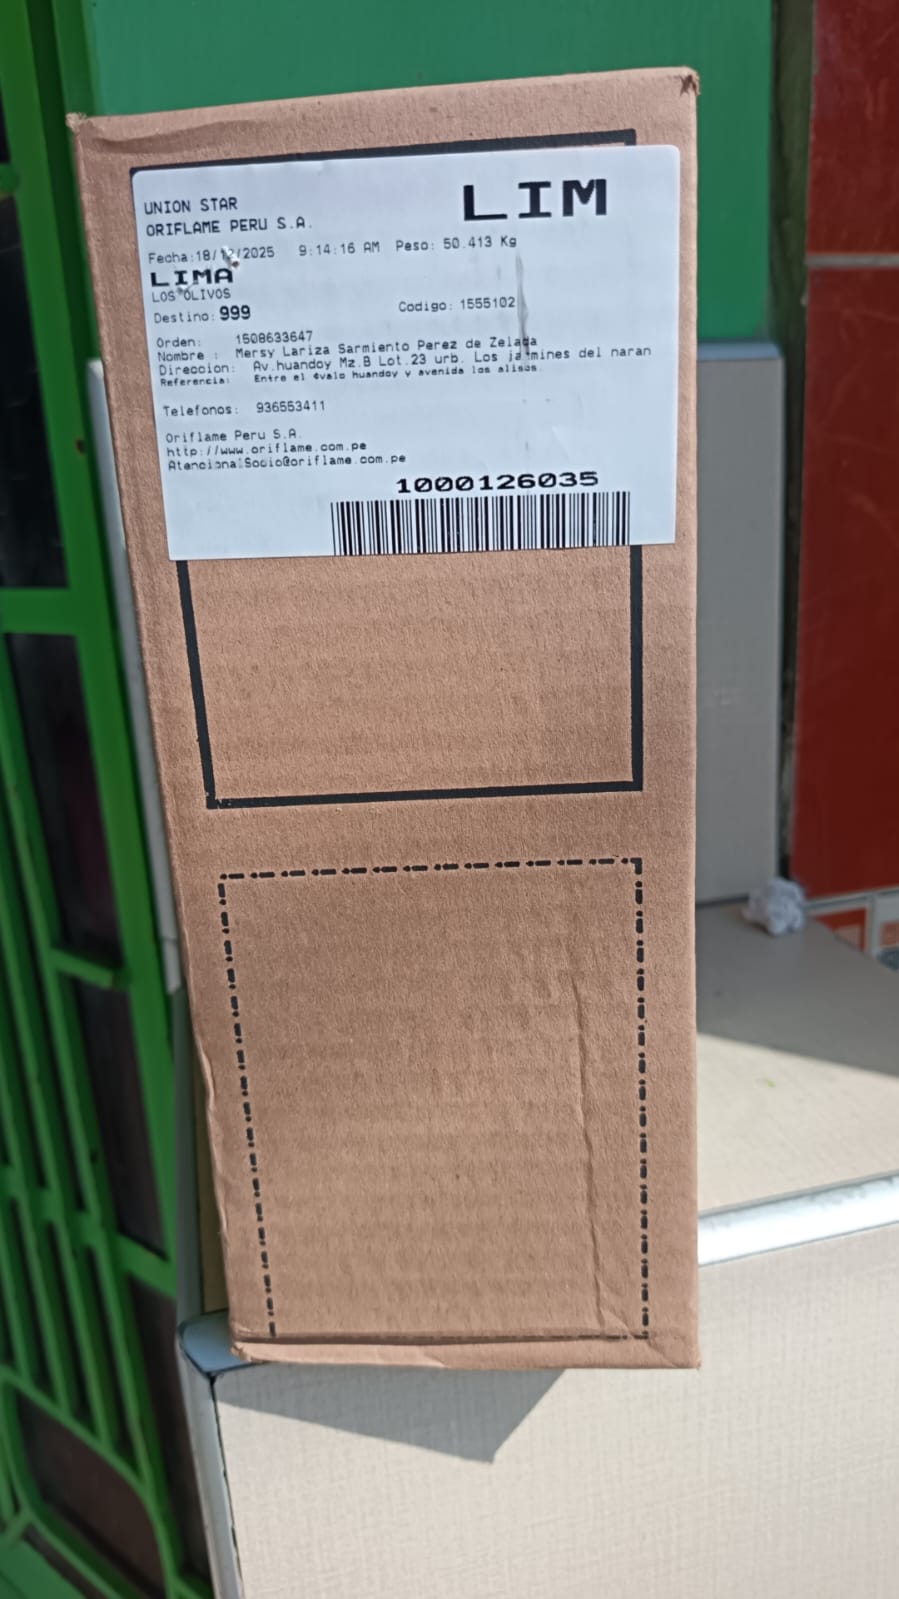 UNION STAR
LIM
ORIFLAME PERU S.A.
Fecha:18/12/2025 9:14:16 AM Peso: 50.413 Kg
LIMA
LOS OLIVOS
Destino: 999 Codigo: 1555102
Orden: 1508633647
Nombre : Mersy Lariza Sarmiento Perez de Zelada
Direccion: Av.huandoy Mz.B Lot.23 urb. Los jazmines del naran
Referencia: Entre el ovalo huandoy y avenida los alisos.
Telefonos: 936553411
Oriflame Peru S.A.
http://www.oriflame.com.pe
AtencionalSocio@oriflame.com.pe
1000126035